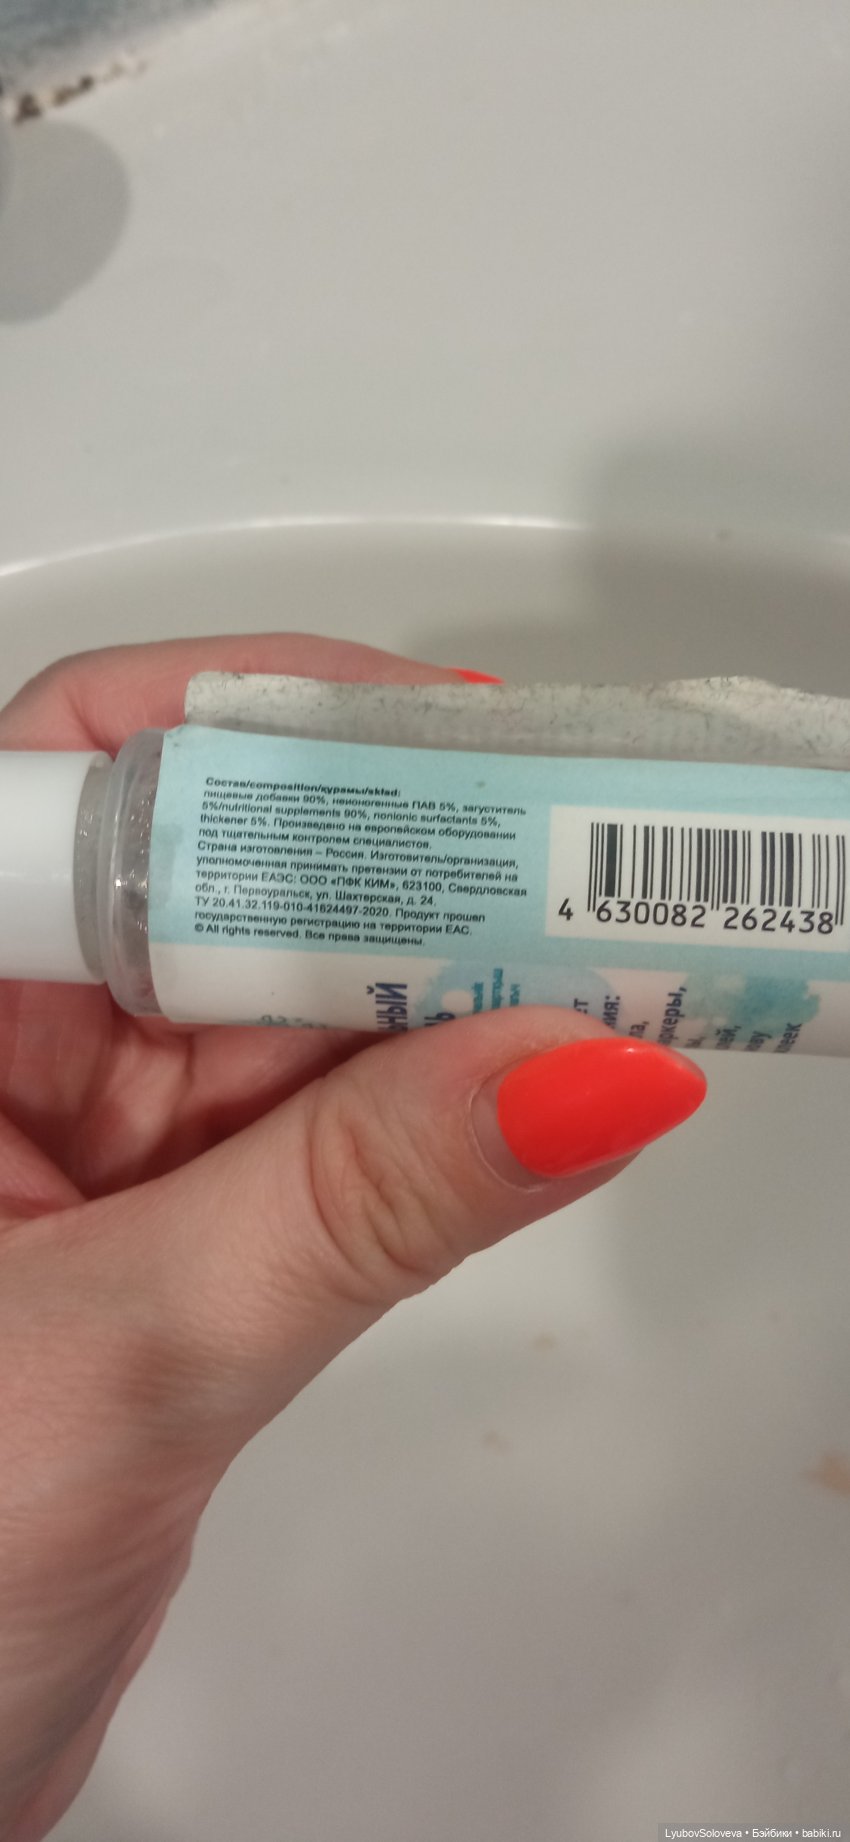 Состав/composition/құрамы/skład:
пищевые добавки 90%, неионогенные ПАВ 5%, загуститель
5%/nutritional supplements 90%, nonionic surfactants 5%,
thickener 5%. Произведено на европейском оборудовании
под тщательным контролем специалистов.
Страна изготовления – Россия. Изготовитель/организация,
уполномоченная принимать претензии от потребителей на
территории ЕАЭС: ООО «ПФК КИМ», 623100, Свердловская
обл., г. Первоуральск, ул. Шахтерская, д. 24.
ТУ 20.41.32.119-010-41624497-2020. Продукт прошел
государственную регистрацию на территории ЕАС.
© All rights reserved. Все права защищены.
4 630082 262438
LyubovSoloveva • Бэйбики • babiki.ru